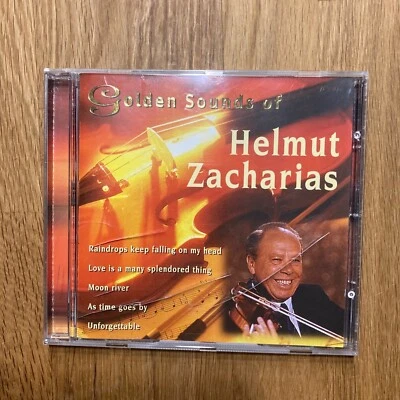 Golden Sounds of
Helmut
Zacharias
Raindrops keep falling on my head
Love is a many splendored thing
Moon river
As time goes by
Unforgettable